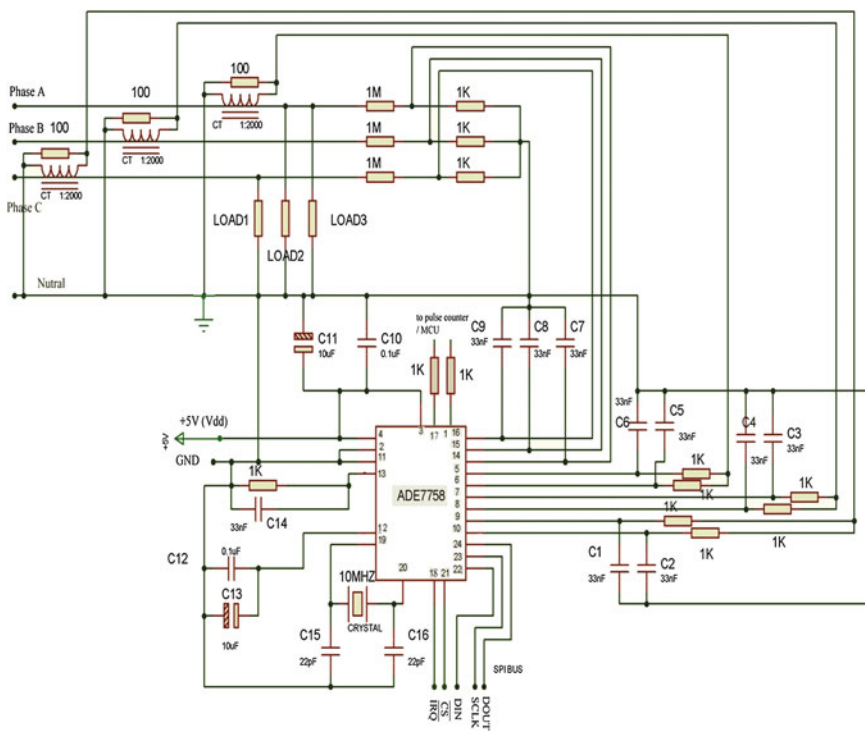 100
Phase A
1M
1K
100
Phase B
CT 1:2000
1M
1K
100
CT 1:2000
1M
1K
CT 1:2000
Phase C
LOAD1
LOAD3
LOAD2
Nutral
C11
10uF
C10
0.1uF
to pulse counter
/ MCU
1K
1K
C9
33nF
C8
33nF
C7
33nF
33nF
C6
C5
33nF
C4
33nF
C3
33nF
+5V
+5V (Vdd)
GND
1K
33nF
C14
C12
0.1uF
C13
10uF
4
2
11
13
12
19
3
17
1
16
15
14
5
6
7
8
9
10
24
23
22
20
18
21
ADE7758
1K
1K
1K
1K
1K
1K
C1
33nF
C2
33nF
10MHZ
CRYSTAL
C15
22pF
C16
22pF
SPI BUS
IRQ
CS
DIN
SCLK
DOUT